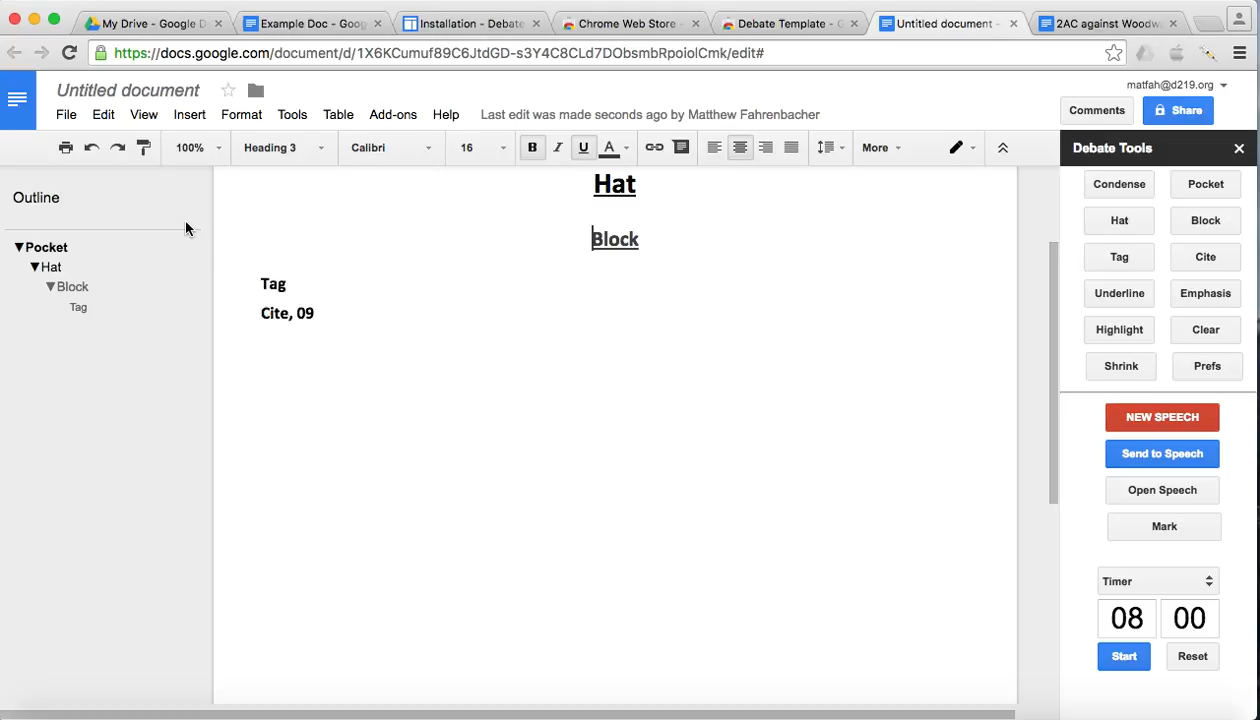 My Drive - Google D
Example Doc - Goog
Installation - Debate
Chrome Web Store -
Debate Template - G
Untitled document -
2AC against Woodw
https://docs.google.com/document/d/1X6KCumuf89C6JtdGD-s3Y4C8CLd7DObsmbRpoiolCmk/edit#
Untitled document
matfah@d219.org
File Edit View Insert Format Tools Table Add-ons Help Last edit was made seconds ago by Matthew Fahrenbacher
Comments Share
100% Heading 3 Calibri 16 B I U A More
Debate Tools
Outline
Pocket
Hat
Block
Tag
Hat
Block
Tag
Cite, 09
Condense Pocket
Hat Block
Tag Cite
Underline Emphasis
Highlight Clear
Shrink Prefs
NEW SPEECH
Send to Speech
Open Speech
Mark
Timer
08 00
Start Reset